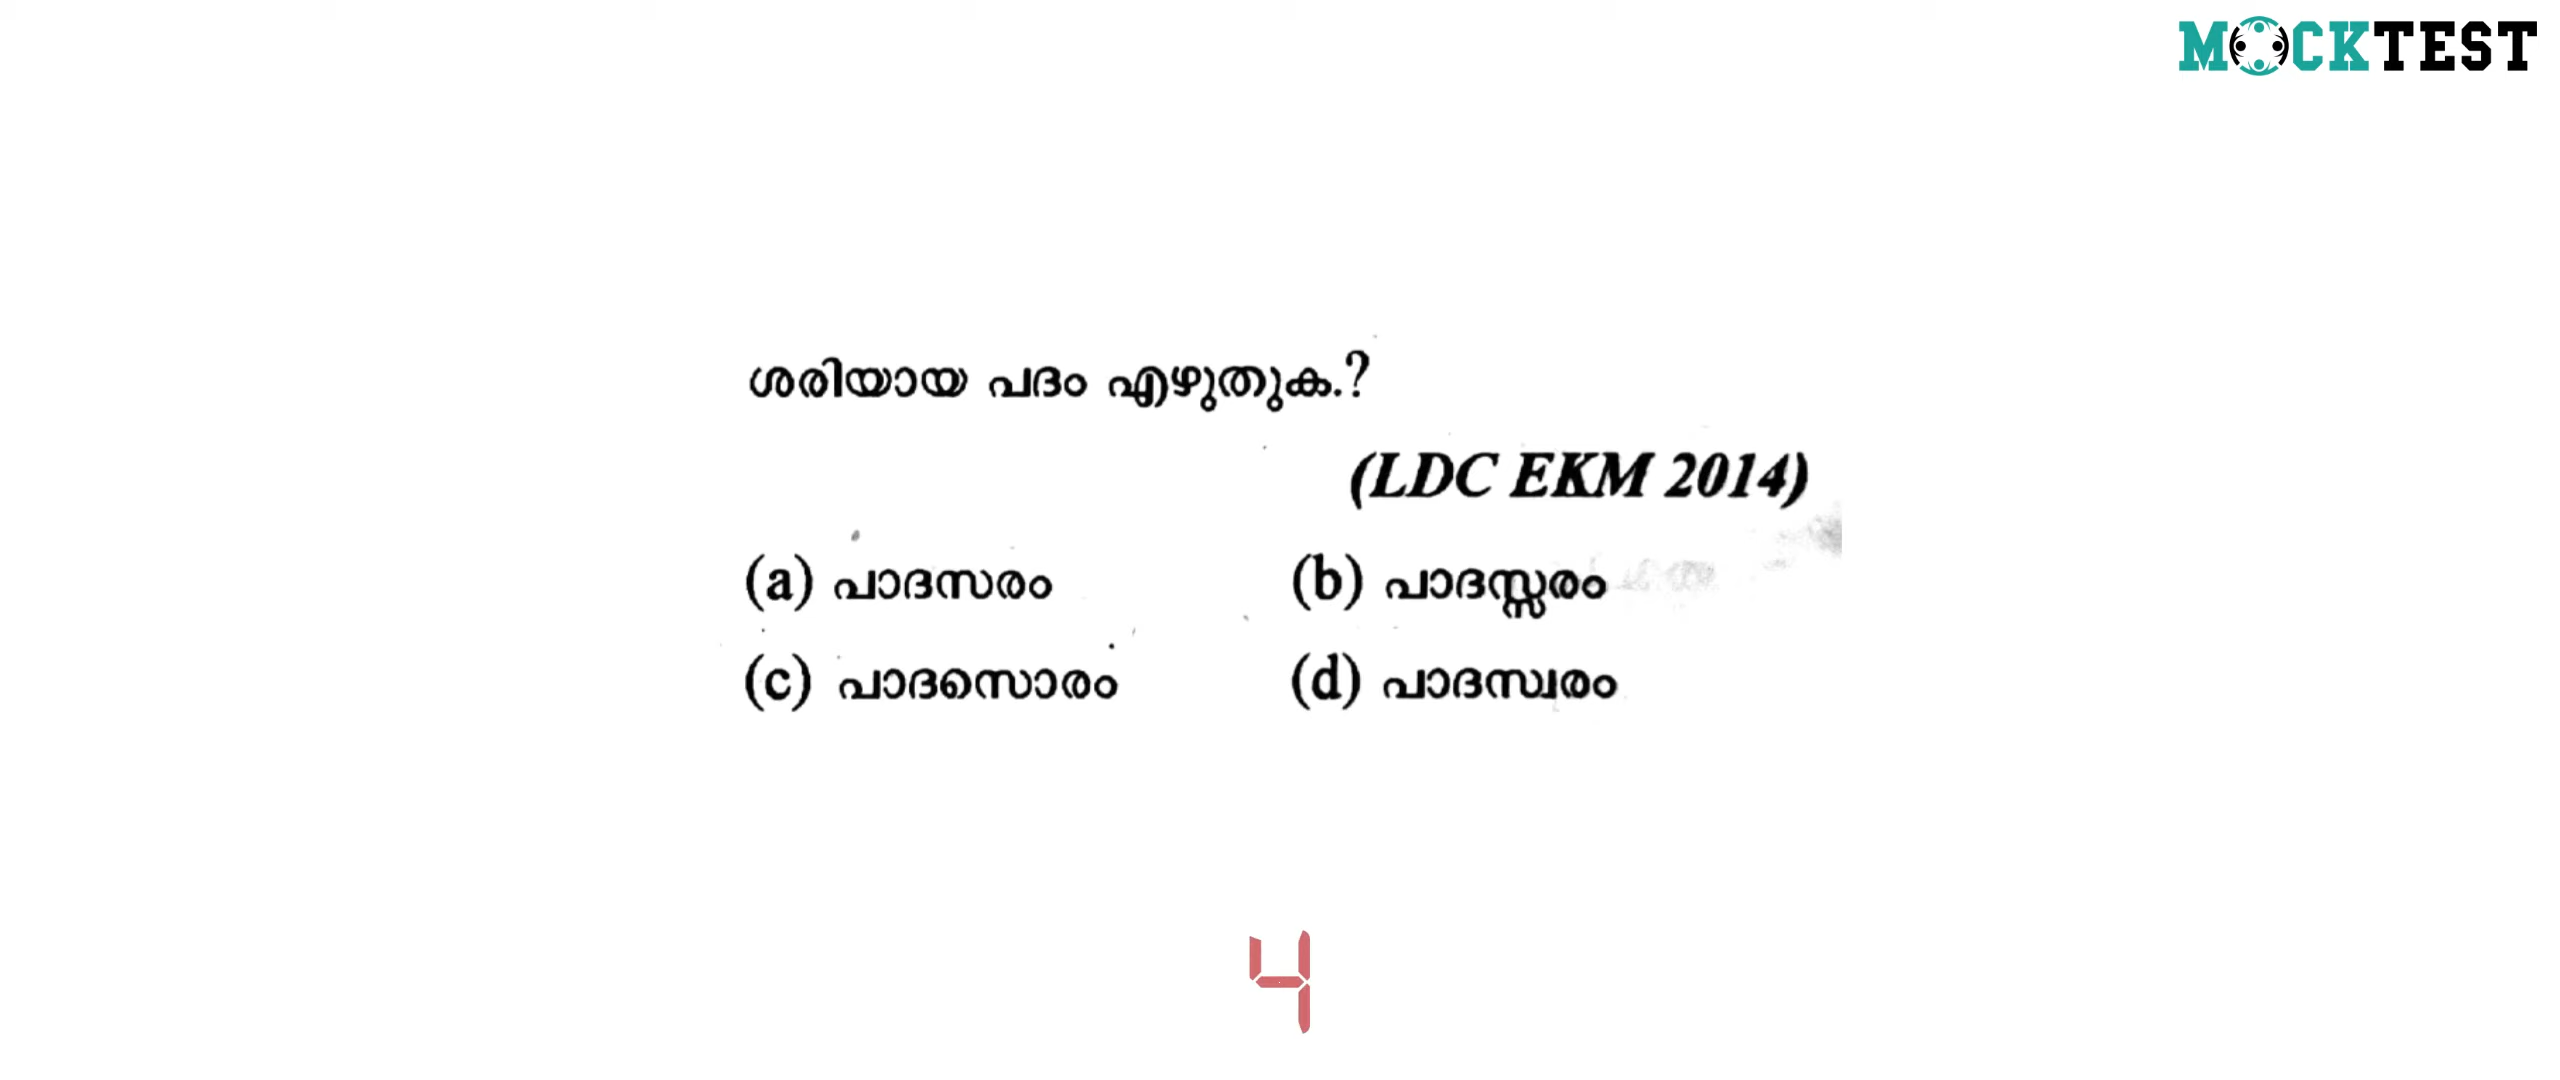 MOCKTEST
ശരിയായ പദം എഴുതുക.?
(LDC EKM 2014)
(a) പാദസരം (b) പാദസ്സരം
(c) പാദസൊരം (d) പാദസ്വരം
4